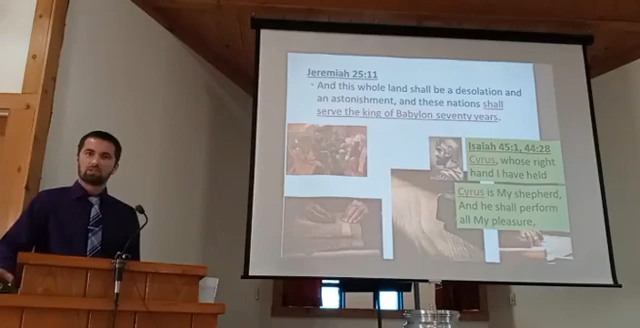 Jeremiah 25:11
- And this whole land shall be a desolation and
an astonishment, and these nations shall
serve the king of Babylon seventy years.
Isaiah 45:1, 44:28
Cyrus, whose right
hand I have held
Cyrus is My shepherd,
And he shall perform
all My pleasure,